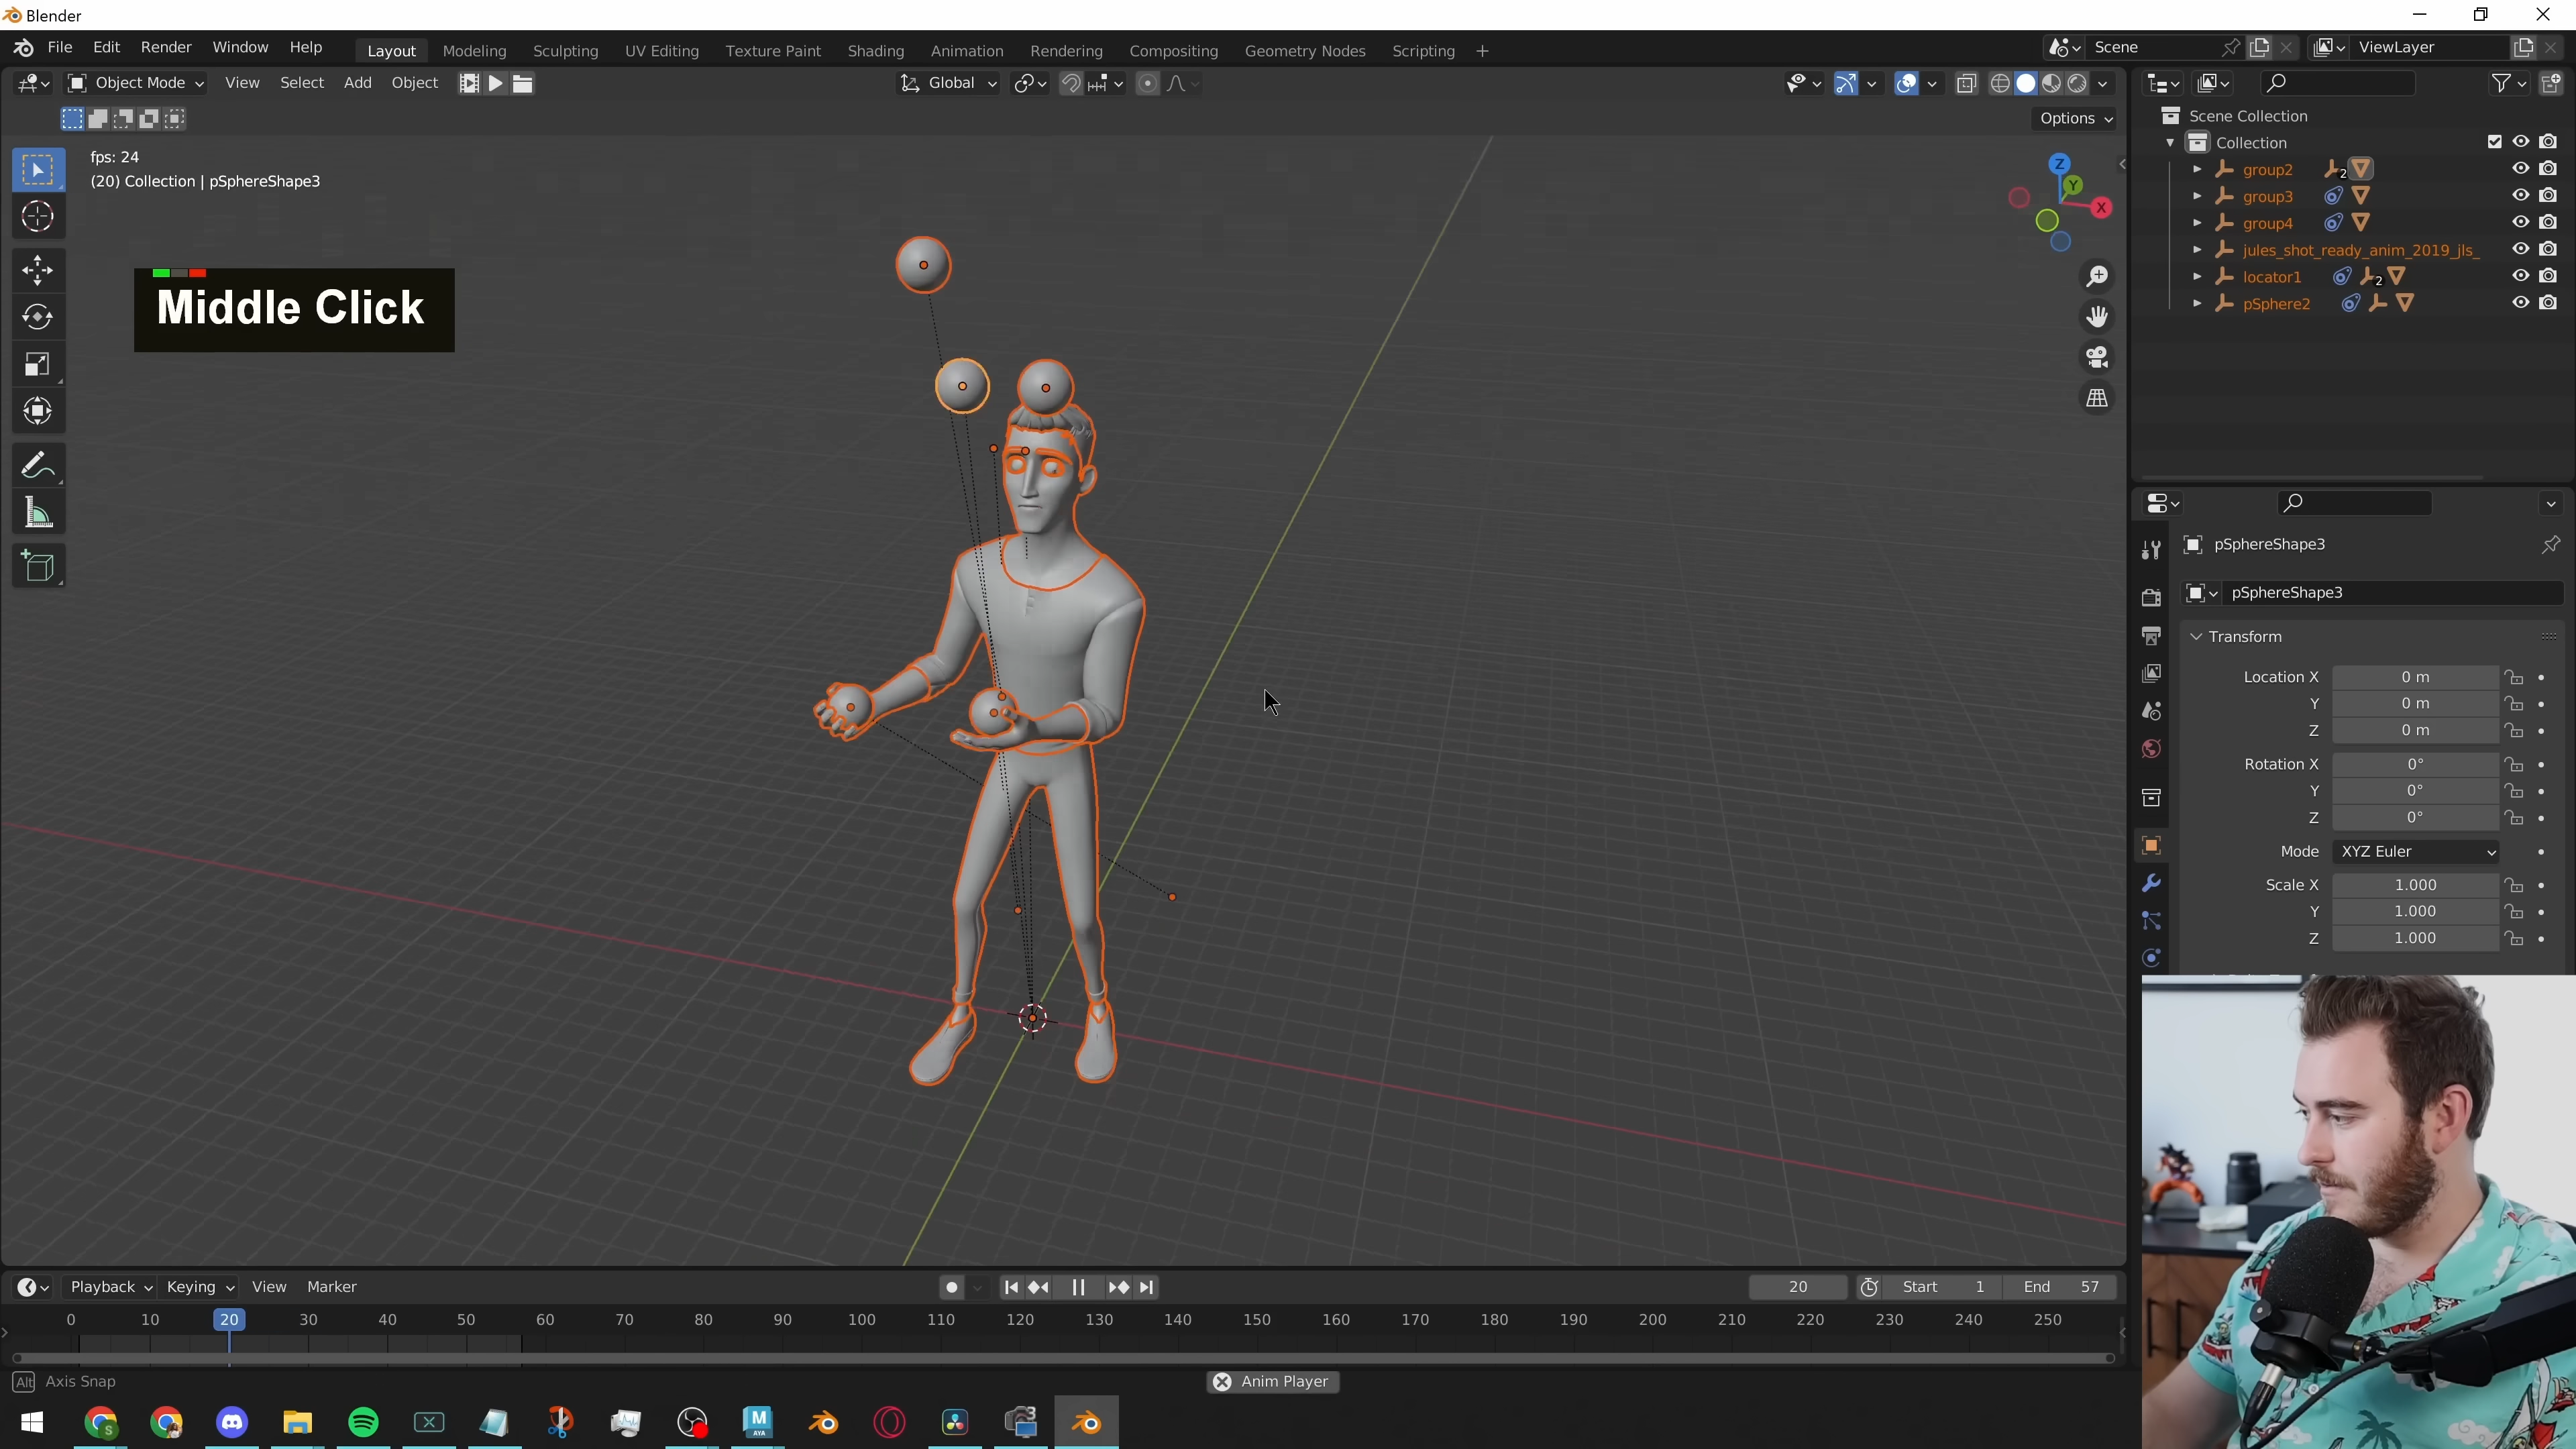 Blender
File Edit Render Window Help Layout Modeling Sculpting UV Editing Texture Paint Shading Animation Rendering Compositing Geometry Nodes Scripting + Scene ViewLayer
Object Mode View Select Add Object Global
Options
fps: 24
(20) Collection | pSphereShape3
Middle Click
Z
Y
X
Scene Collection
Collection
group2 2
group3
group4
jules_shot_ready_anim_2019_jls_
locator1 2
pSphere2
pSphereShape3
pSphereShape3
Transform
Location X 0 m
Y 0 m
Z 0 m
Rotation X 0°
Y 0°
Z 0°
Mode XYZ Euler
Scale X 1.000
Y 1.000
Z 1.000
Playback Keying View Marker 20 Start 1 End 57
0 10 20 30 40 50 60 70 80 90 100 110 120 130 140 150 160 170 180 190 200 210 220 230 240 250
Alt Axis Snap Anim Player
S
M
AYA